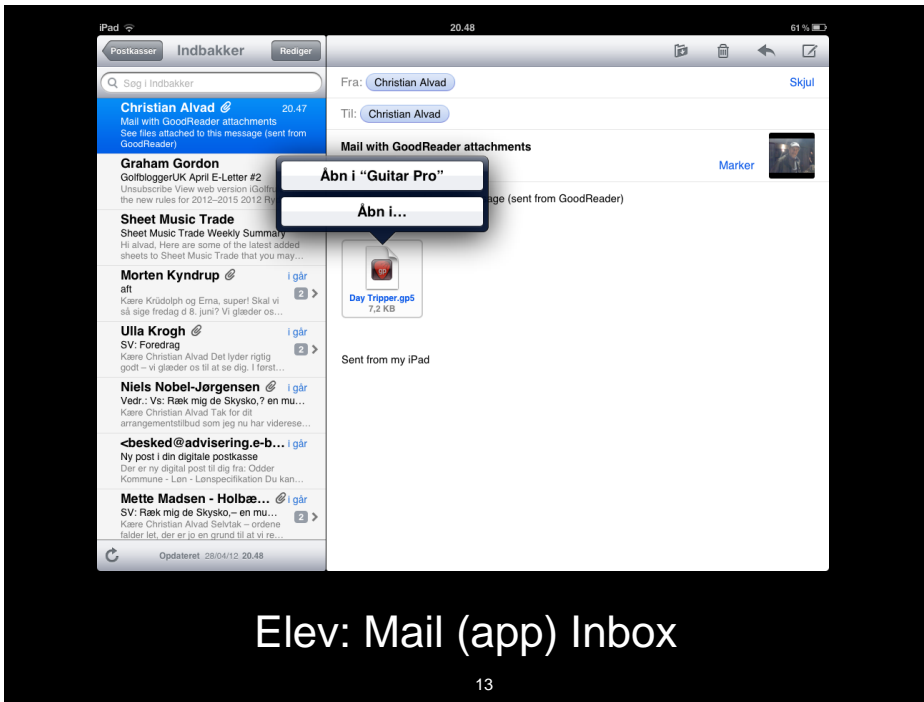 iPad 20.48 61 %
Postkasser Indbakker Rediger
Søg i Indbakker
Christian Alvad 20.47
Mail with GoodReader attachments
See files attached to this message (sent from
GoodReader)
Graham Gordon
GolfbloggerUK April E-Letter #2
Unsubscribe View web version iGolfru
the new rules for 2012–2015 2012 Ry
Sheet Music Trade
Sheet Music Trade Weekly Summary
Hi alvad, Here are some of the latest added
sheets to Sheet Music Trade that you may…
Morten Kyndrup i går
aft
Kære Krüdolph og Erna, super! Skal vi
så sige fredag d 8. juni? Vi glæder os…
2
Ulla Krogh i går
SV: Foredrag
Kære Christian Alvad Det lyder rigtig
godt – vi glæder os til at se dig. I først…
2
Niels Nobel-Jørgensen i går
Vedr.: Vs: Ræk mig de Skysko,? en mu…
Kære Christian Alvad Tak for dit
arrangementstilbud som jeg nu har viderese…
<besked@advisering.e-b… i går
Ny post i din digitale postkasse
Der er ny digital post til dig fra: Odder
Kommune - Løn - Lønspecifikation Du kan…
Mette Madsen - Holbæ… i går
SV: Ræk mig de Skysko,– en mu…
Kære Christian Alvad Selvtak – ordene
falder let, der er jo en grund til at vi re…
2
Opdateret 28/04/12 20.48
Fra: Christian Alvad Skjul
Til: Christian Alvad
Mail with GoodReader attachments
Marker
Åbn i “Guitar Pro”
Åbn i…
age (sent from GoodReader)
gp
Day Tripper.gp5
7,2 KB
Sent from my iPad
Elev: Mail (app) Inbox
13